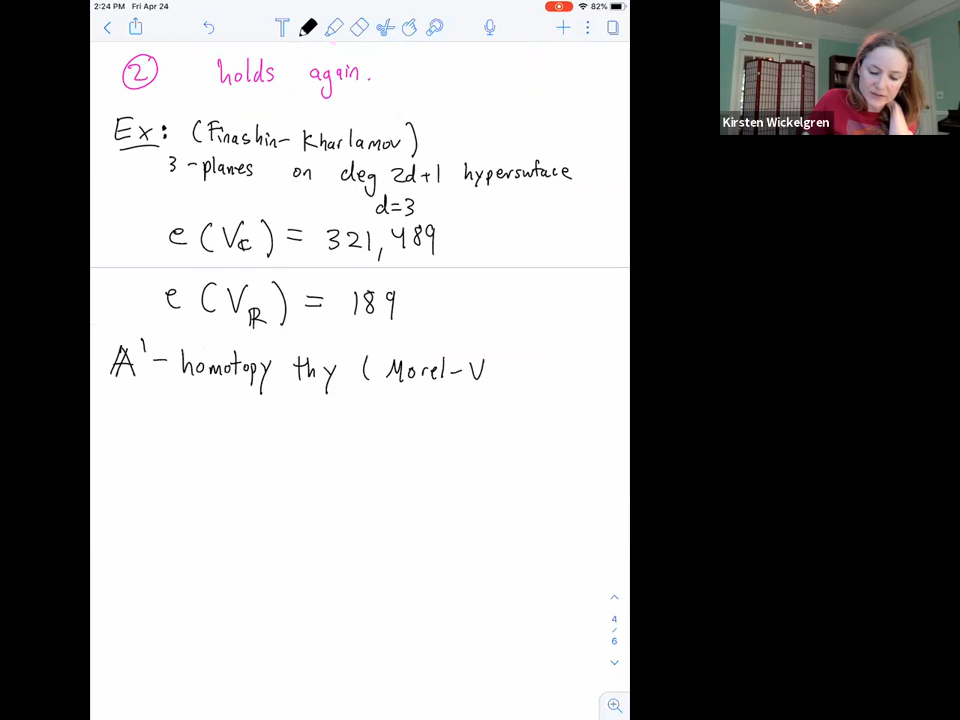 2:24 PM Fri Apr 24
82%
② holds again.
Ex: (Finashin-Kharlamov)
3-planes on deg 2d+1 hypersurface
d=3
e(V_ℂ) = 321,489
e(V_ℝ) = 189
𝔸¹-homotopy thy (Morel-V
4
/
6
Kirsten Wickelgren